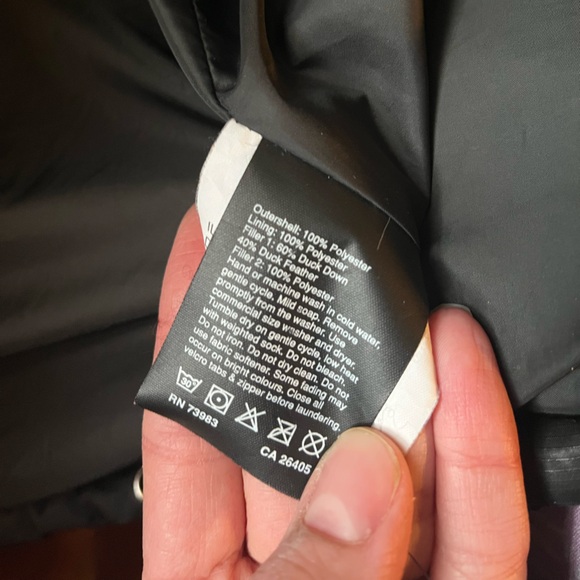 Outershell: 100% Polyester
Lining: 100% Polyester
Filler 1: 60% Duck Down
40% Duck Feather
Filler 2: 100% Polyester
Hand or machine wash in cold water,
gentle cycle. Mild soap. Remove
promptly from the washer. Use
commercial size washer and dryer.
Tumble dry on gentle cycle, low heat
with weighted sock. Do not bleach.
Do not iron. Do not dry clean. Do not
use fabric softener. Some fading may
occur on bright colours. Close all
velcro tabs & zipper before laundering.
30
RN 73983 CA 26405